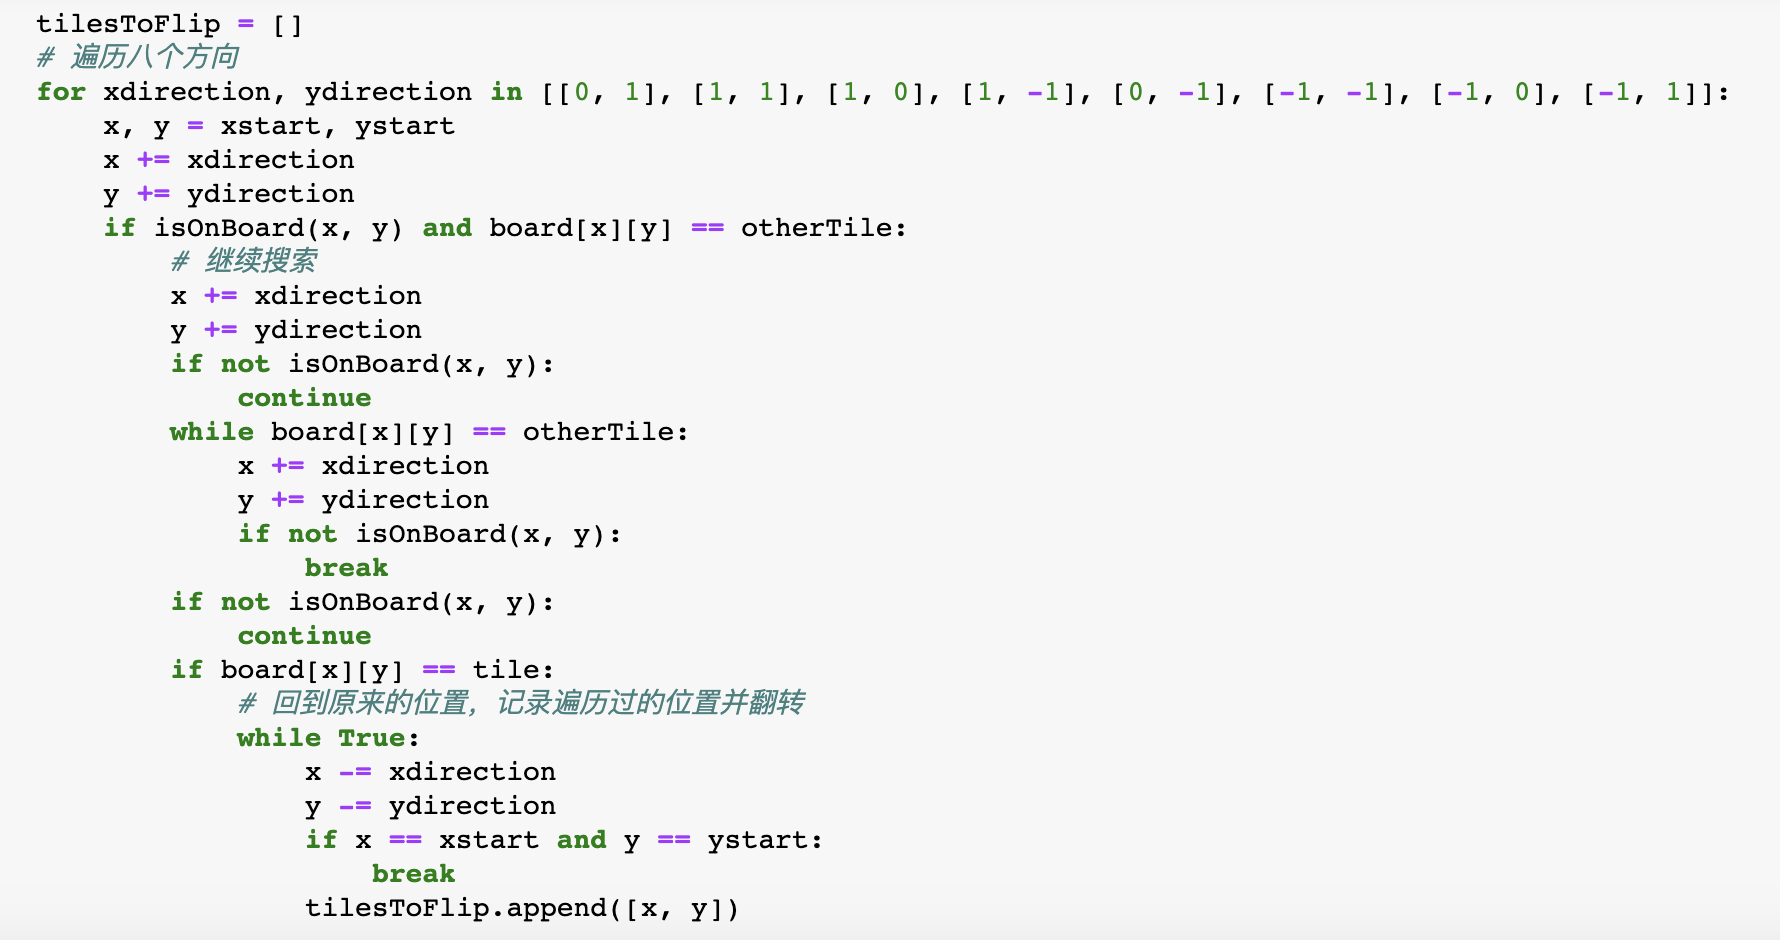 tilesToFlip = []
# 遍历八个方向
for xdirection, ydirection in [[0, 1], [1, 1], [1, 0], [1, -1], [0, -1], [-1, -1], [-1, 0], [-1, 1]]:
    x, y = xstart, ystart
    x += xdirection
    y += ydirection
    if isOnBoard(x, y) and board[x][y] == otherTile:
        # 继续搜索
        x += xdirection
        y += ydirection
        if not isOnBoard(x, y):
            continue
        while board[x][y] == otherTile:
            x += xdirection
            y += ydirection
            if not isOnBoard(x, y):
                break
        if not isOnBoard(x, y):
            continue
        if board[x][y] == tile:
            # 回到原来的位置，记录遍历过的位置并翻转
            while True:
                x -= xdirection
                y -= ydirection
                if x == xstart and y == ystart:
                    break
                tilesToFlip.append([x, y])